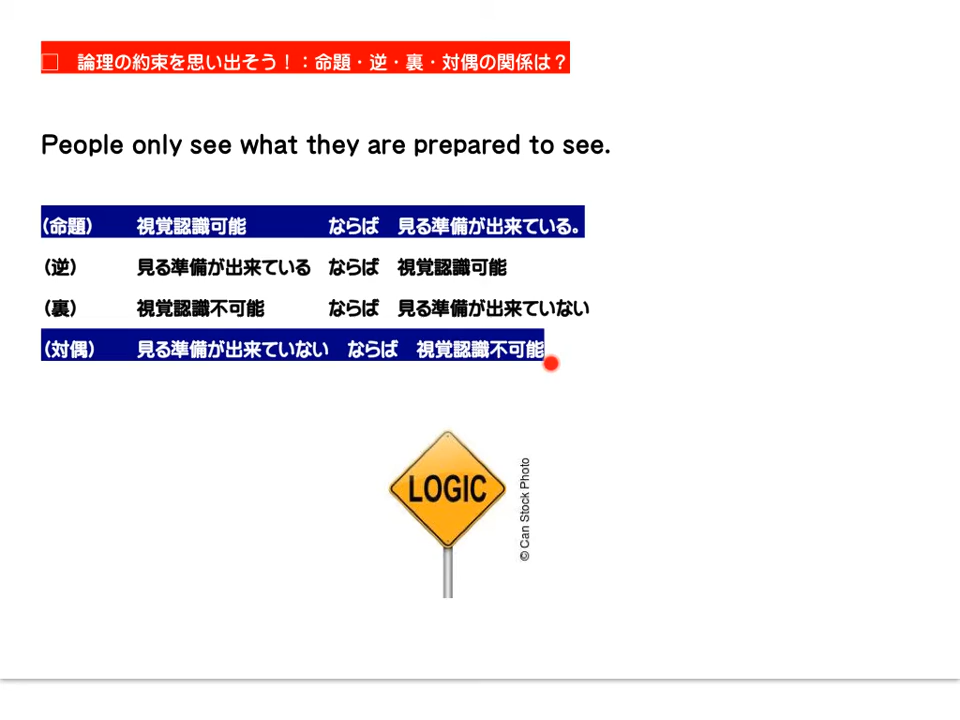 □　論理の約束を思い出そう！：命題・逆・裏・対偶の関係は？
People only see what they are prepared to see.
（命題）　視覚認識可能　ならば　見る準備が出来ている。
（逆）　見る準備が出来ている　ならば　視覚認識可能
（裏）　視覚認識不可能　ならば　見る準備が出来ていない
（対偶）　見る準備が出来ていない　ならば　視覚認識不可能
LOGIC
© Can Stock Photo